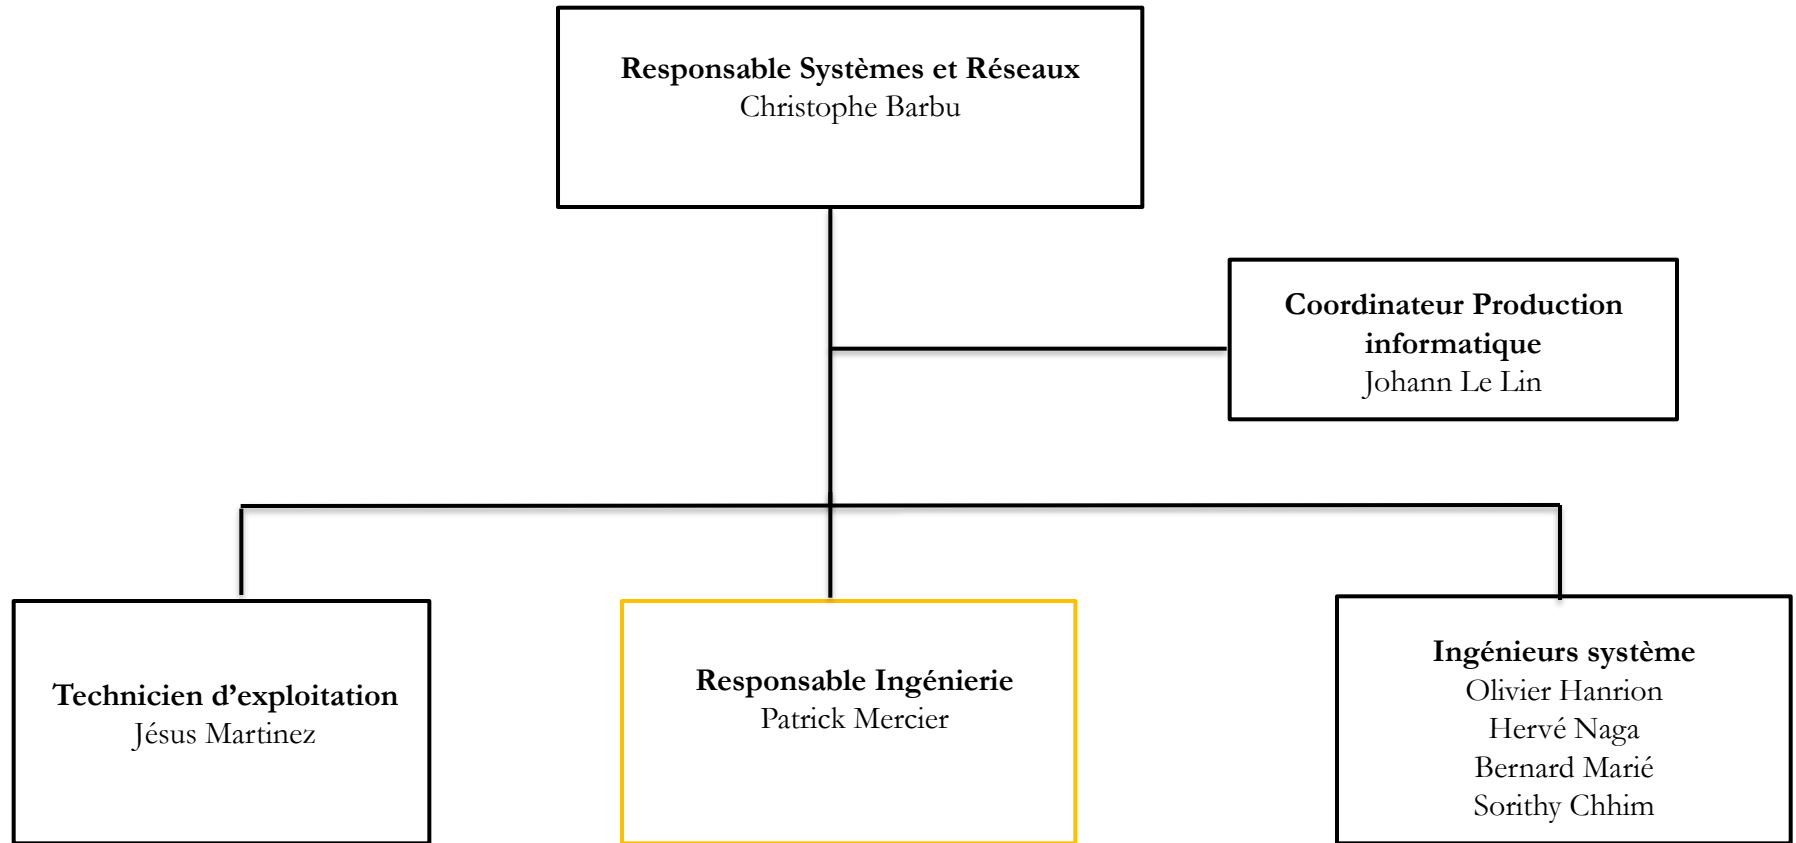 Responsable Systèmes et Réseaux
Christophe Barbu
Coordinateur Production
informatique
Johann Le Lin
Technicien d’exploitation
Jésus Martinez
Responsable Ingénierie
Patrick Mercier
Ingénieurs système
Olivier Hanrion
Hervé Naga
Bernard Marié
Sorithy Chhim